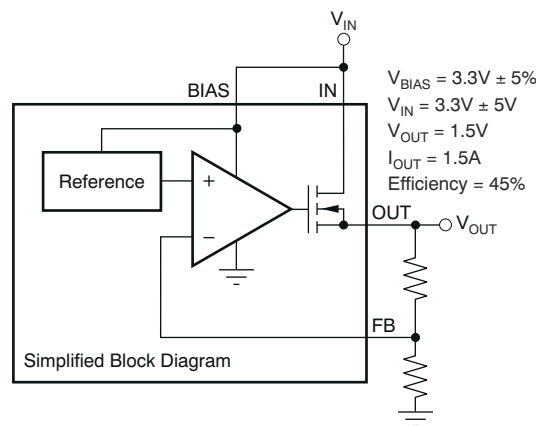 V_IN
BIAS
IN
V_BIAS = 3.3V ± 5%
V_IN = 3.3V ± 5V
V_OUT = 1.5V
I_OUT = 1.5A
Efficiency = 45%
Reference
+
−
OUT
V_OUT
FB
Simplified Block Diagram